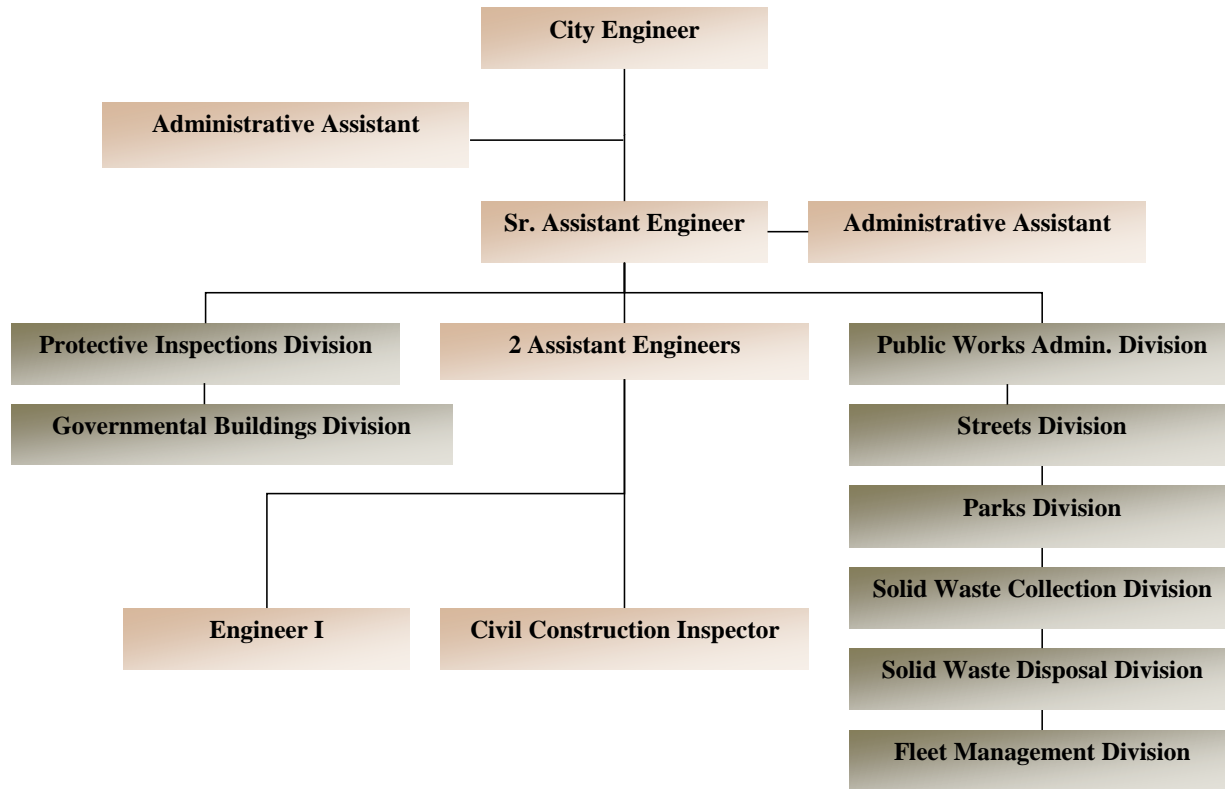 City Engineer
Administrative Assistant
Sr. Assistant Engineer
Administrative Assistant
Protective Inspections Division
2 Assistant Engineers
Public Works Admin. Division
Governmental Buildings Division
Streets Division
Parks Division
Solid Waste Collection Division
Engineer I
Civil Construction Inspector
Solid Waste Disposal Division
Fleet Management Division